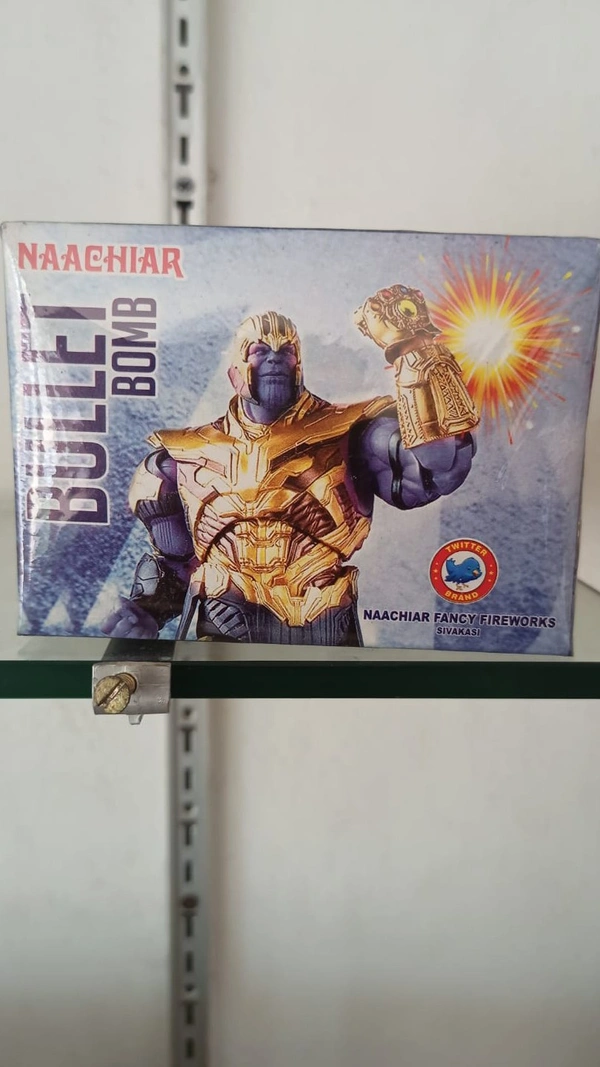 NAACHIAR
BULLET
BOMB
TWITTER
BRAND
NAACHIAR FANCY FIREWORKS
SIVAKASI